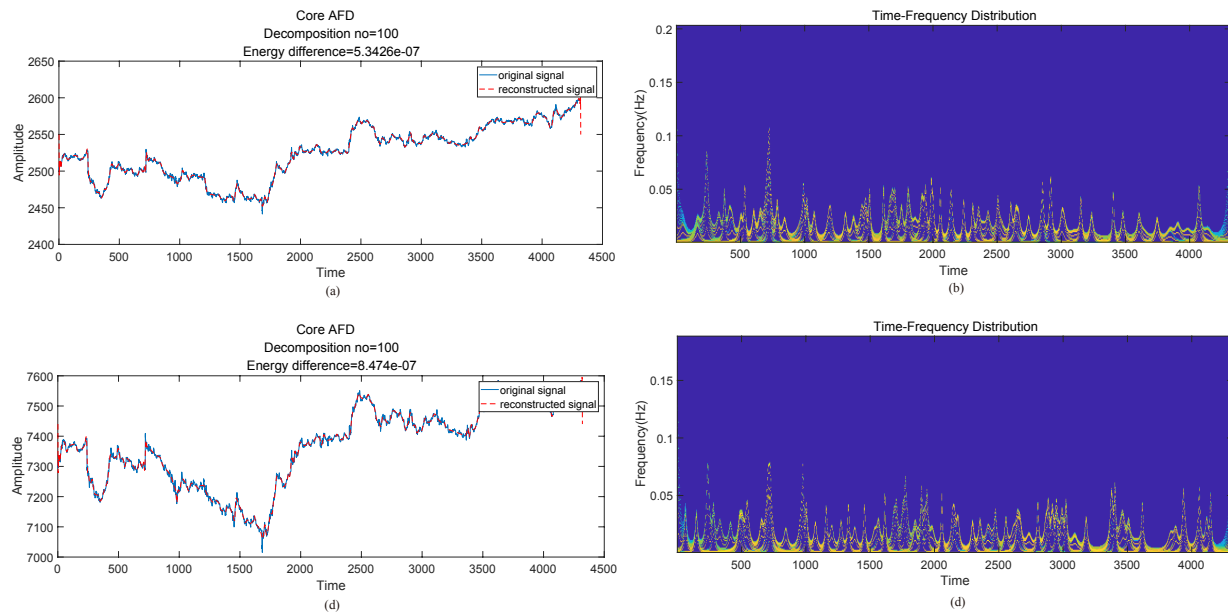 Core AFD
Decomposition no=100
Energy difference=5.3426e-07
2650
2600
2550
2500
2450
2400
Amplitude
original signal
reconstructed signal
0 500 1000 1500 2000 2500 3000 3500 4000 4500
Time
(a)
Time-Frequency Distribution
0.2
0.15
0.1
0.05
Frequency(Hz)
500 1000 1500 2000 2500 3000 3500 4000
Time
(b)
Core AFD
Decomposition no=100
Energy difference=8.474e-07
7600
7500
7400
7300
7200
7100
7000
Amplitude
original signal
reconstructed signal
0 500 1000 1500 2000 2500 3000 3500 4000 4500
Time
(d)
Time-Frequency Distribution
0.15
0.1
0.05
Frequency(Hz)
500 1000 1500 2000 2500 3000 3500 4000
Time
(d)